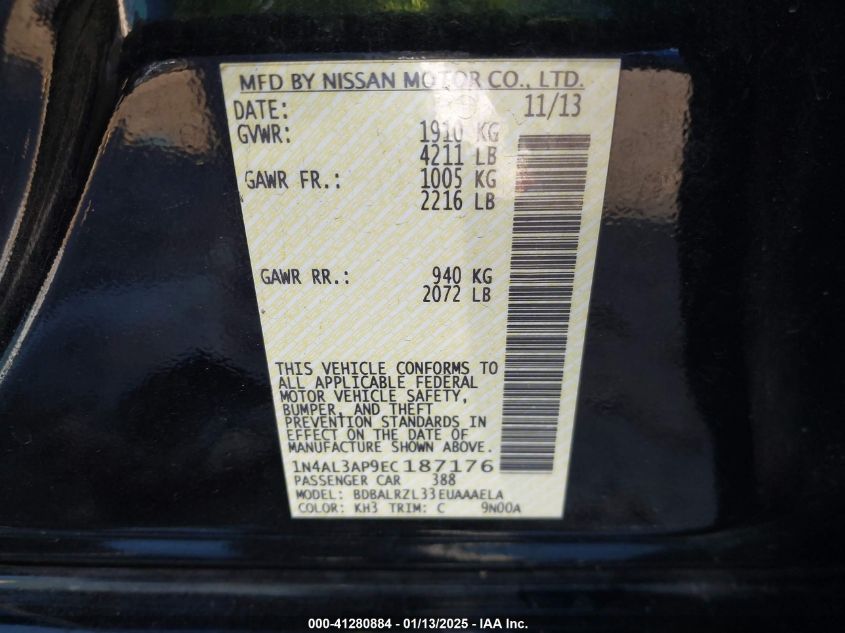 MFD BY NISSAN MOTOR CO., LTD.
DATE: 11/13
GVWR: 1910 KG
4211 LB
GAWR FR.: 1005 KG
2216 LB
GAWR RR.: 940 KG
2072 LB
THIS VEHICLE CONFORMS TO
ALL APPLICABLE FEDERAL
MOTOR VEHICLE SAFETY,
BUMPER, AND THEFT
PREVENTION STANDARDS IN
EFFECT ON THE DATE OF
MANUFACTURE SHOWN ABOVE.
1N4AL3AP9EC187176
PASSENGER CAR 388
MODEL: BDBALRZL33EUAAAELA
COLOR: KH3 TRIM: C 9N00A
000-41280884 / 01/13/2025 - IAA Inc.